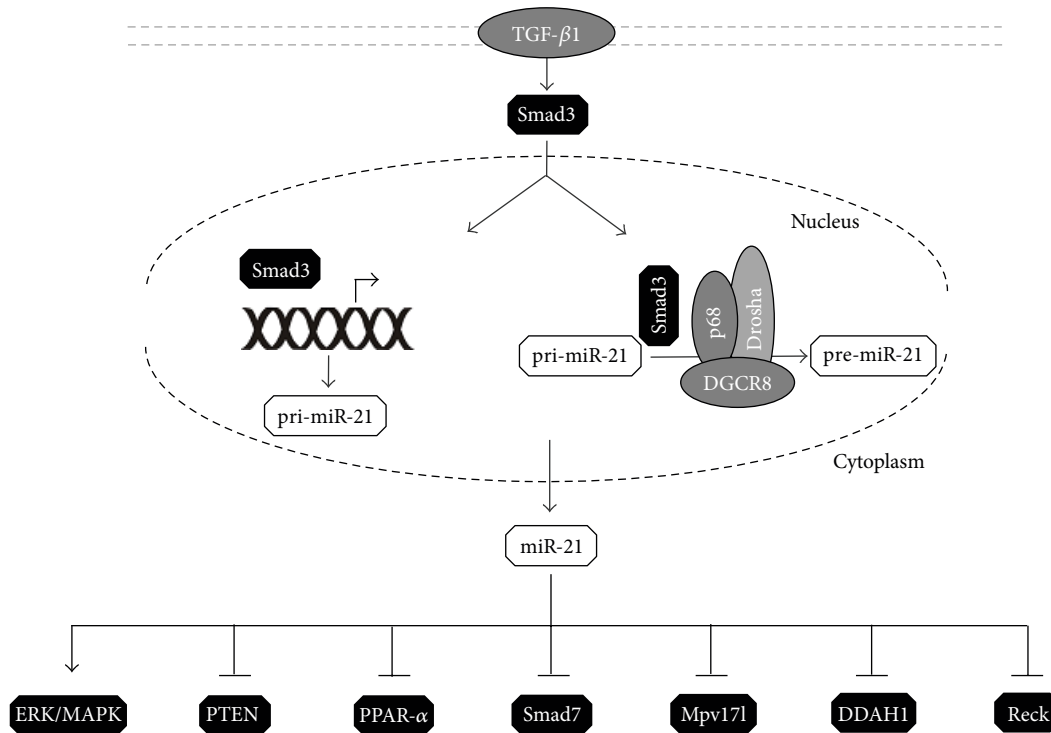 TGF-β1
Smad3
Nucleus
Smad3
Smad3
p68
Drosha
pri-miR-21
pre-miR-21
DGCR8
pri-miR-21
Cytoplasm
miR-21
ERK/MAPK
PTEN
PPAR-α
Smad7
Mpv17l
DDAH1
Reck